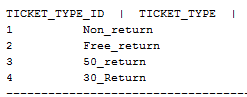 TICKET_TYPE_ID | TICKET_TYPE |
1 Non_return
2 Free_return
3 50_return
4 30_Return
------------------------------------